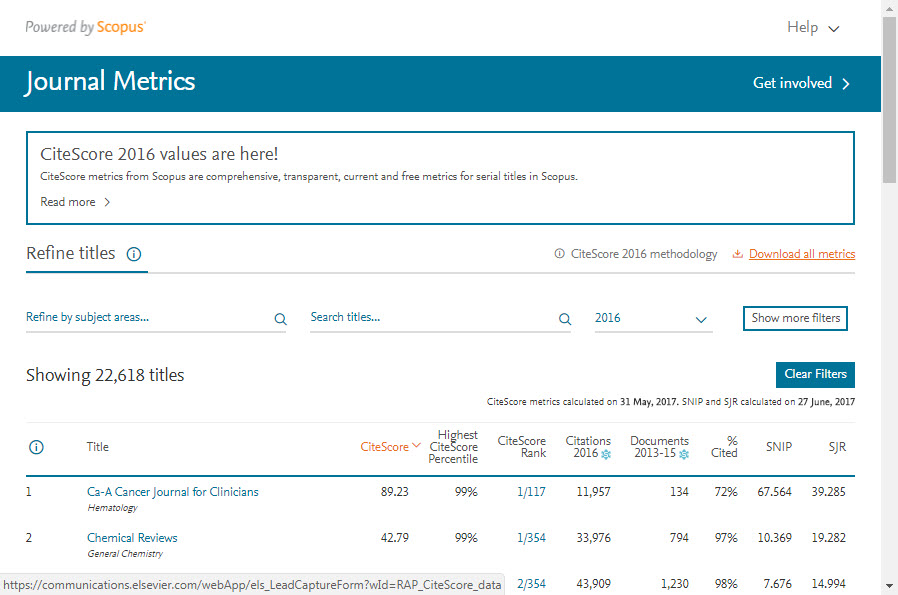 Powered by Scopus®
Help
Journal Metrics
Get involved
CiteScore 2016 values are here!
CiteScore metrics from Scopus are comprehensive, transparent, current and free metrics for serial titles in Scopus.
Read more
Refine titles
CiteScore 2016 methodology
Download all metrics
Refine by subject areas...
Search titles...
2016
Show more filters
Showing 22,618 titles
Clear Filters
CiteScore metrics calculated on 31 May, 2017. SNIP and SJR calculated on 27 June, 2017
Title CiteScore Highest CiteScore Percentile CiteScore Rank Citations 2016 Documents 2013-15 % Cited SNIP SJR
1 Ca-A Cancer Journal for Clinicians 89.23 99% 1/117 11,957 134 72% 67.564 39.285
Hematology
2 Chemical Reviews 42.79 99% 1/354 33,976 794 97% 10.369 19.282
General Chemistry
https://communications.elsevier.com/webApp/els_LeadCaptureForm?wId=RAP_CiteScore_data 2/354 43,909 1,230 98% 7.676 14.994